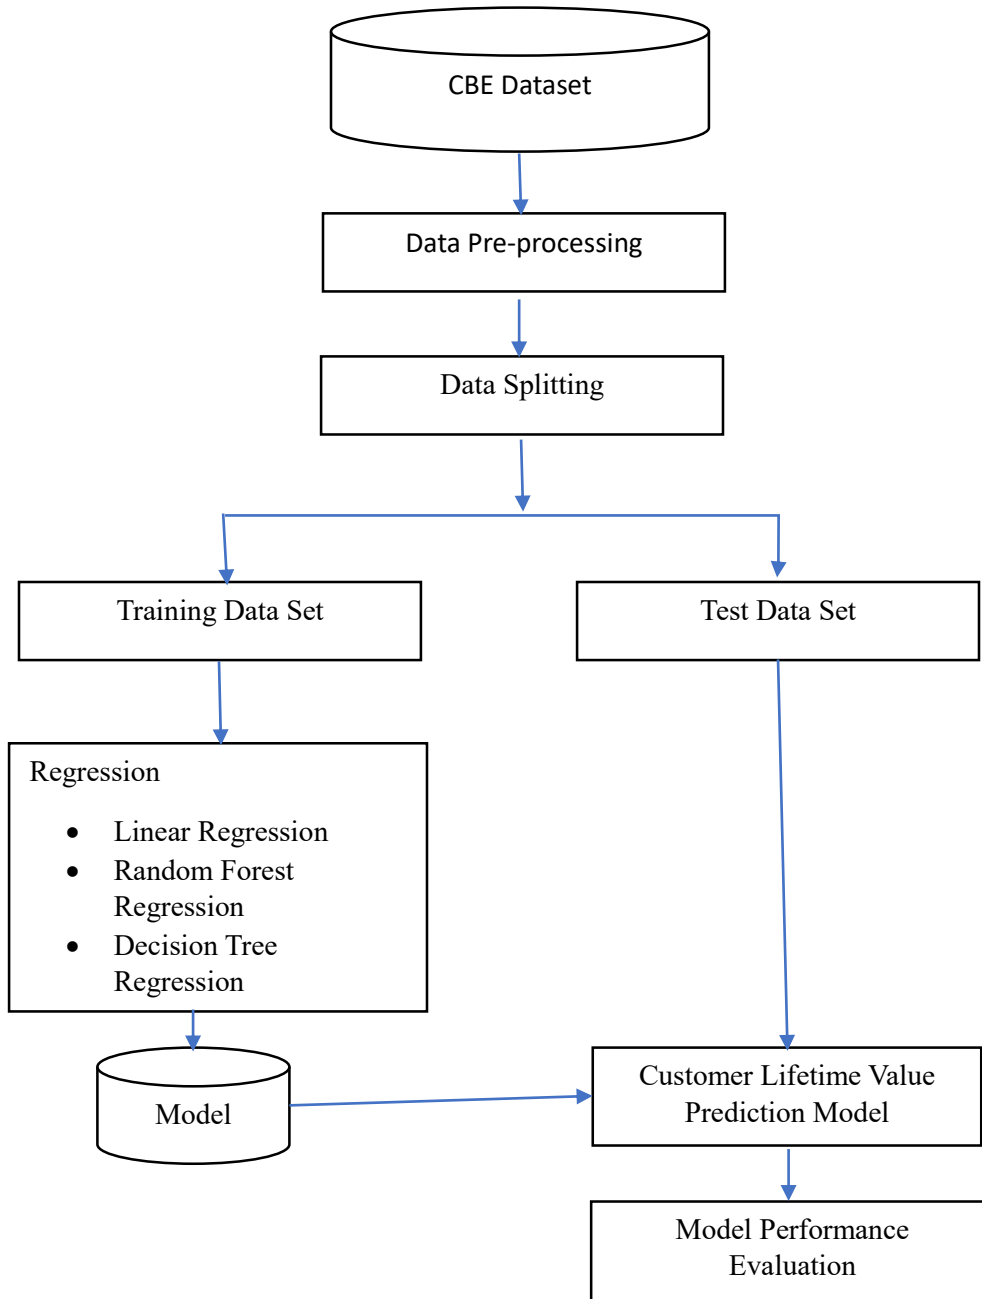 CBE Dataset
Data Pre-processing
Data Splitting
Training Data Set
Test Data Set
Regression
• Linear Regression
• Random Forest
Regression
• Decision Tree
Regression
Model
Customer Lifetime Value
Prediction Model
Model Performance
Evaluation